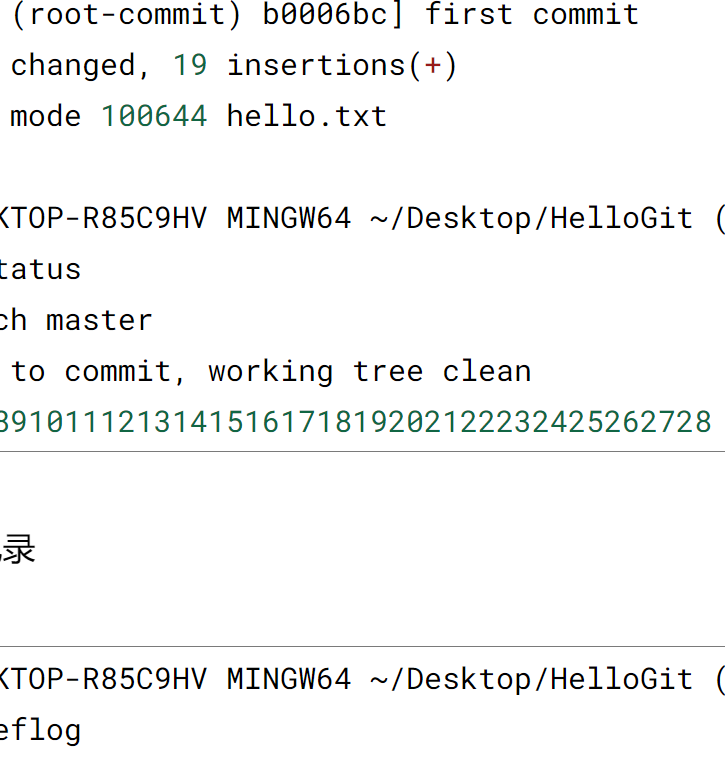 (root-commit) b0006bc] first commit
changed, 19 insertions(+)
mode 100644 hello.txt
KTOP-R85C9HV MINGW64 ~/Desktop/HelloGit (
tatus
ch master
to commit, working tree clean
8910111213141516171819202122232425262728
录
KTOP-R85C9HV MINGW64 ~/Desktop/HelloGit (
eflog